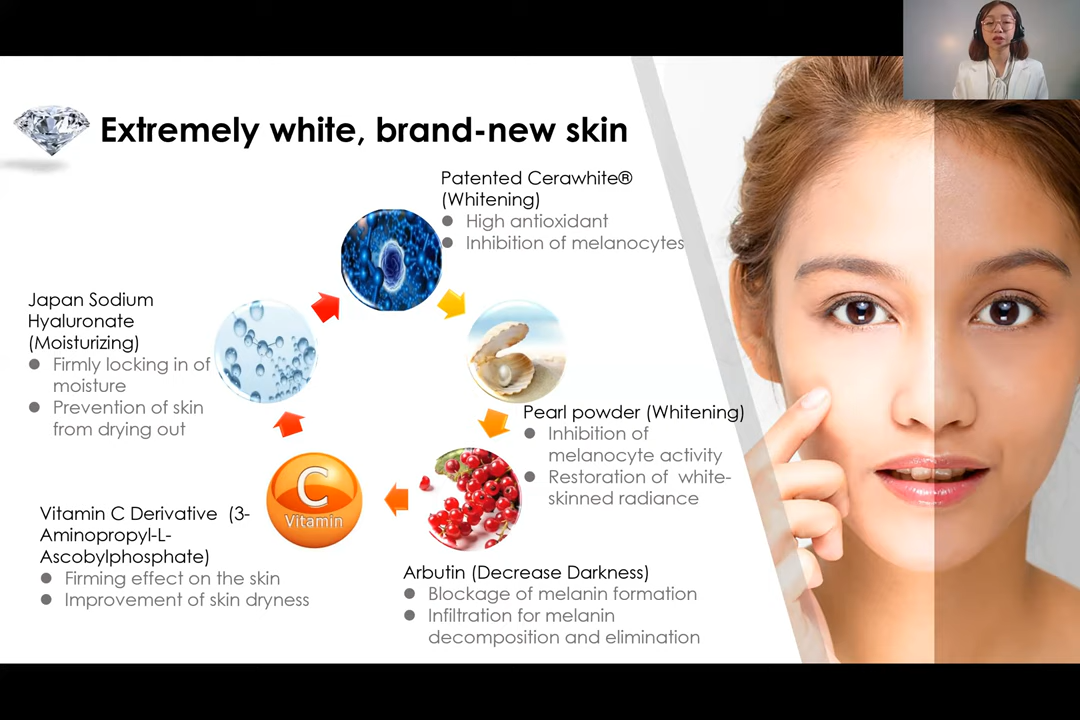 Extremely white, brand-new skin
Patented Cerawhite®
(Whitening)
● High antioxidant
● Inhibition of melanocytes
Japan Sodium
Hyaluronate
(Moisturizing)
● Firmly locking in of
moisture
● Prevention of skin
from drying out
Pearl powder (Whitening)
● Inhibition of
melanocyte activity
● Restoration of white-
skinned radiance
C
Vitamin
Vitamin C Derivative (3-
Aminopropyl-L-
Ascobylphosphate)
● Firming effect on the skin
● Improvement of skin dryness
Arbutin (Decrease Darkness)
● Blockage of melanin formation
● Infiltration for melanin
decomposition and elimination